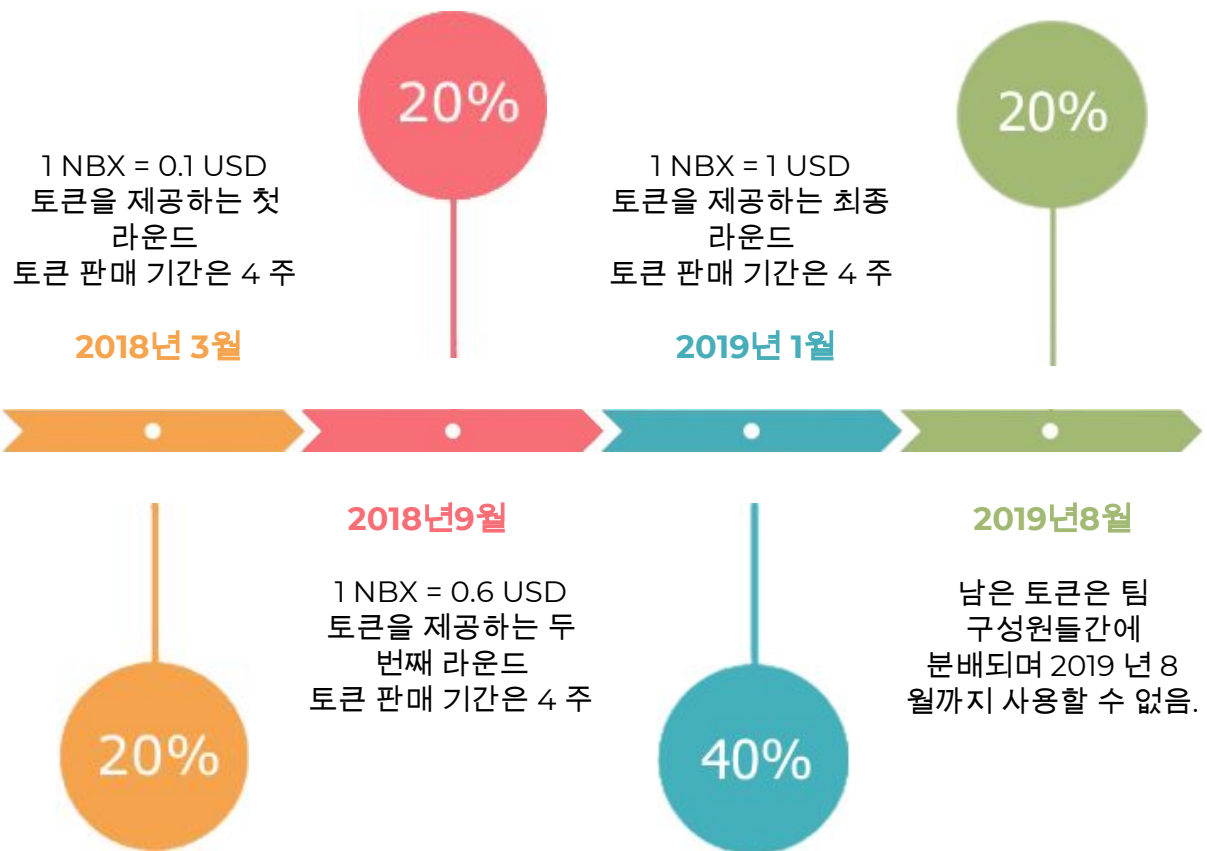 1 NBX = 0.1 USD
토큰을 제공하는 첫
라운드
토큰 판매 기간은 4 주
2018년 3월
20%
20%
2018년9월
1 NBX = 0.6 USD
토큰을 제공하는 두
번째 라운드
토큰 판매 기간은 4 주
1 NBX = 1 USD
토큰을 제공하는 최종
라운드
토큰 판매 기간은 4 주
2019년 1월
40%
20%
2019년8월
남은 토큰은 팀
구성원들간에
분배되며 2019 년 8
월까지 사용할 수 없음.